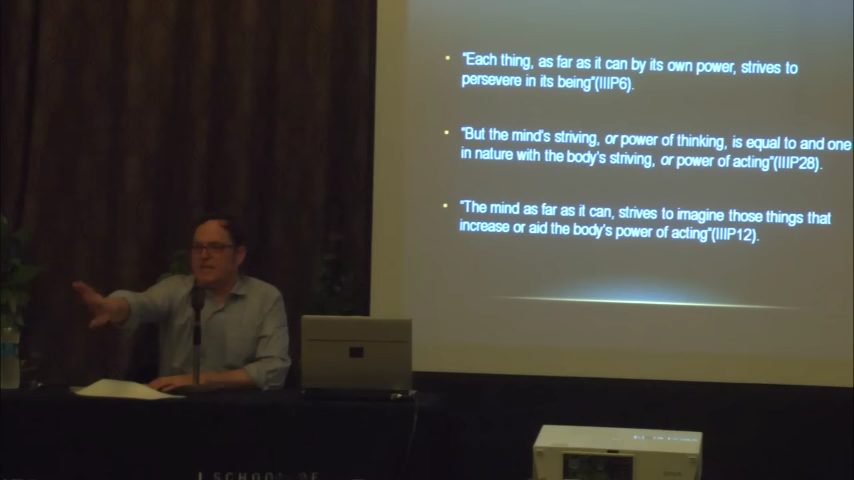 • "Each thing, as far as it can by its own power, strives to
persevere in its being"(IIIP6).
• "But the mind's striving, or power of thinking, is equal to and one
in nature with the body's striving, or power of acting"(IIIP28).
• "The mind as far as it can, strives to imagine those things that
increase or aid the body's power of acting"(IIIP12).
SCHOOL OF